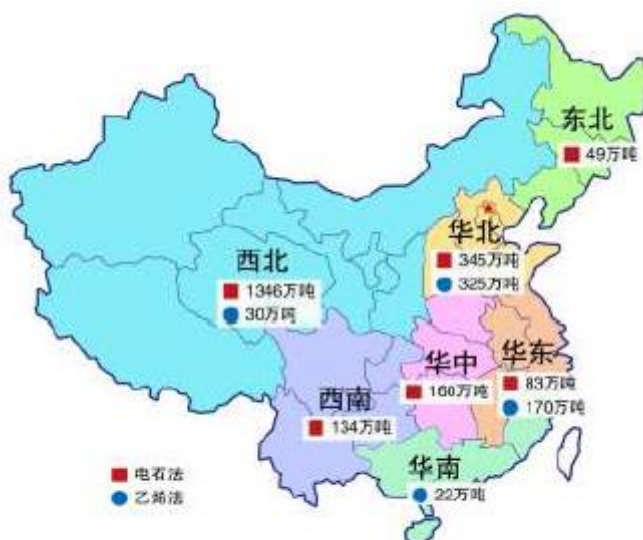 东北
49万吨
华北
345万吨
325万吨
西北
1346万吨
30万吨
华中
160万吨
华东
83万吨
170万吨
西南
134万吨
华南
22万吨
电石法
乙烯法